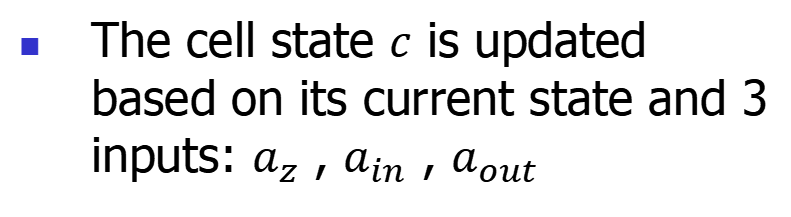 ▪ The cell state c is updated
based on its current state and 3
inputs: a_z , a_in , a_out